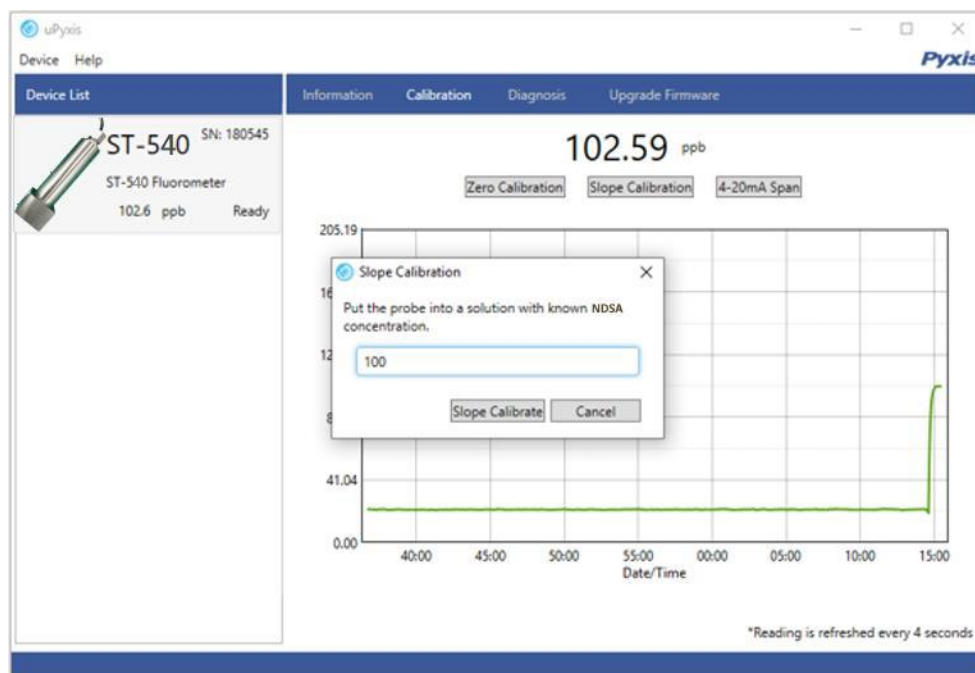 uPyxis
Device Help
Pyxis
Device List
Information Calibration Diagnosis Upgrade Firmware
ST-540 SN: 180545
ST-540 Fluorometer
102.6 ppb Ready
102.59 ppb
Zero Calibration Slope Calibration 4-20mA Span
205.19
Slope Calibration
Put the probe into a solution with known NDSA
concentration.
100
Slope Calibrate Cancel
41.04
0.00
40:00 45:00 50:00 55:00 00:00 05:00 10:00 15:00
Date/Time
*Reading is refreshed every 4 seconds